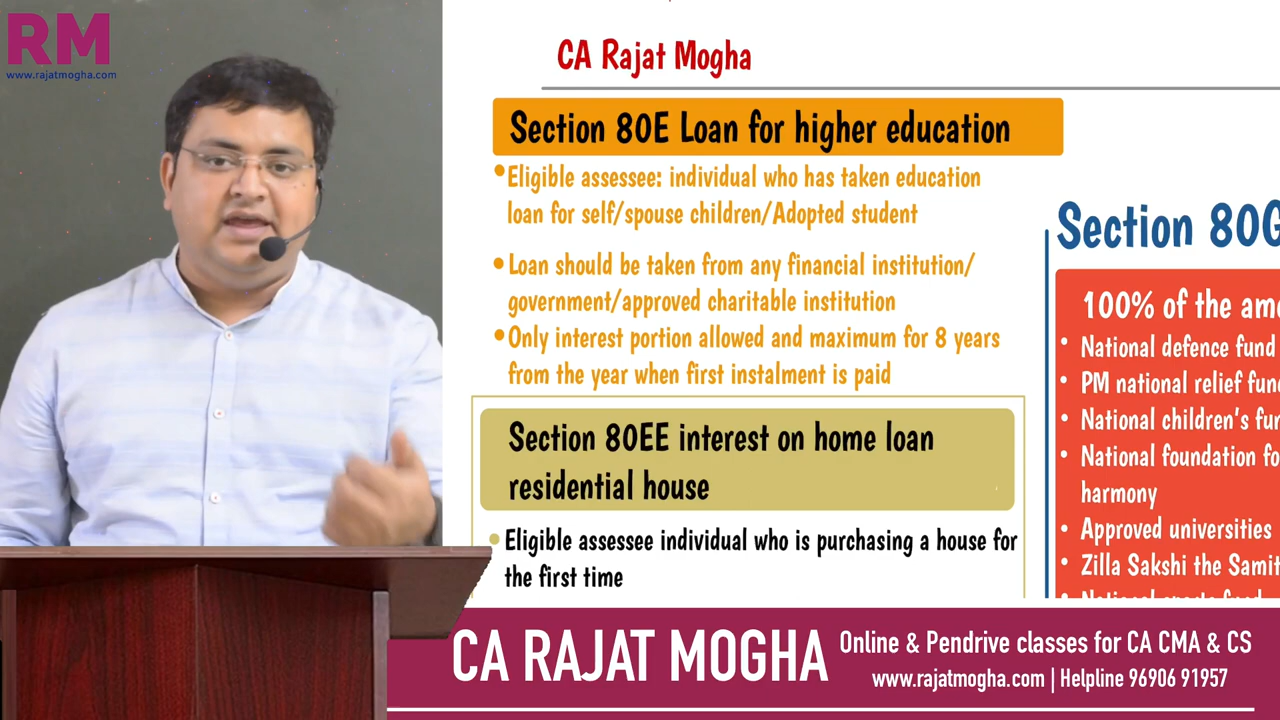 RM
www.rajatmogha.com
CA Rajat Mogha
Section 80E Loan for higher education
•Eligible assessee: individual who has taken education
loan for self/spouse children/Adopted student
•Loan should be taken from any financial institution/
government/approved charitable institution
•Only interest portion allowed and maximum for 8 years
from the year when first instalment is paid
Section 80EE interest on home loan
residential house
• Eligible assessee individual who is purchasing a house for
the first time
Section 80G
100% of the
• National defence fund
• PM national relief
• National children's
• National foundation
harmony
• Approved universities
• Zilla Sakshi the
CA RAJAT MOGHA
Online & Pendrive classes for CA CMA & CS
www.rajatmogha.com | Helpline 96906 91957